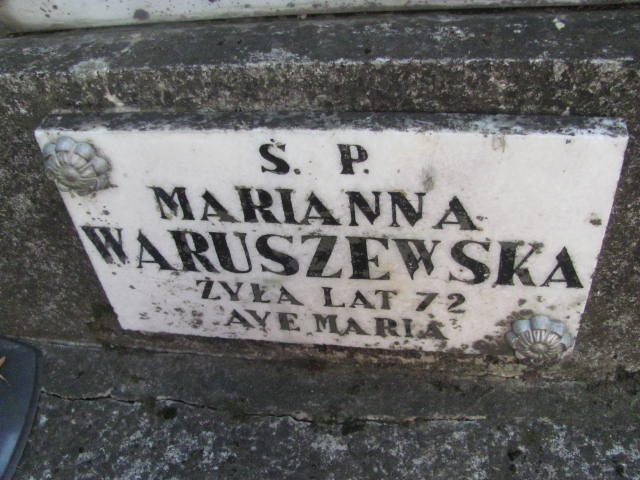 Ś. P.
MARIANNA
WARUSZEWSKA
ŻYŁA LAT 72
AVE MARIA